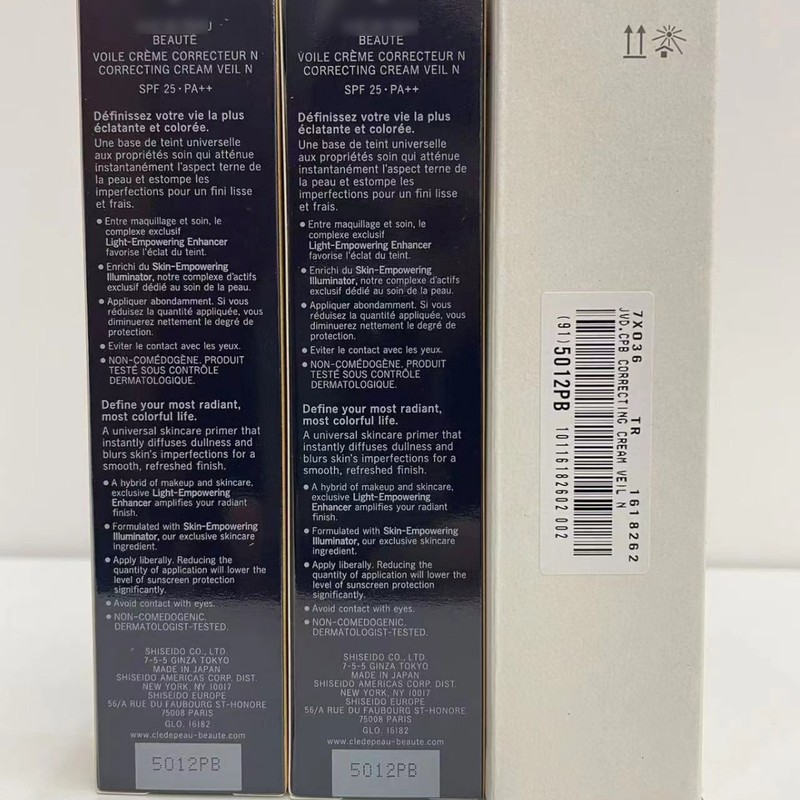 BEAUTÉ
VOILE CRÈME CORRECTEUR N
CORRECTING CREAM VEIL N
SPF 25·PA++
Définissez votre vie la plus
éclatante et colorée.
Une base de teint universelle
aux propriétés soin qui atténue
instantanément l'aspect terne de
la peau et estompe les
imperfections pour un fini lisse
et frais.
• Entre maquillage et soin, le
complexe exclusif
Light-Empowering Enhancer
favorise l'éclat du teint.
• Enrichi du Skin-Empowering
Illuminator, notre complexe d'actifs
exclusif dédié au soin de la peau.
• Appliquer abondamment. Si vous
réduisez la quantité appliquée, vous
diminuerez nettement le degré de
protection.
• Eviter le contact avec les yeux.
• NON-COMÉDOGÈNE. PRODUIT
TESTÉ SOUS CONTRÔLE
DERMATOLOGIQUE.
Define your most radiant,
most colorful life.
A universal skincare primer that
instantly diffuses dullness and
blurs skin's imperfections for a
smooth, refreshed finish.
• A hybrid of makeup and skincare,
exclusive Light-Empowering
Enhancer amplifies your radiant
finish.
• Formulated with Skin-Empowering
Illuminator, our exclusive skincare
ingredient.
• Apply liberally. Reducing the
quantity of application will lower the
level of sunscreen protection
significantly.
• Avoid contact with eyes.
• NON-COMEDOGENIC.
DERMATOLOGIST-TESTED.
SHISEIDO CO., LTD.
7-5-5 GINZA TOKYO
MADE IN JAPAN
SHISEIDO AMERICAS CORP. DIST.
NEW YORK, NY 10017
SHISEIDO EUROPE
56/A RUE DU FAUBOURG ST-HONORE
75008 PARIS
GLO. 16182
www.cledepeau-beaute.com
5012PB
BEAUTÉ
VOILE CRÈME CORRECTEUR N
CORRECTING CREAM VEIL N
SPF 25·PA++
Définissez votre vie la plus
éclatante et colorée.
Une base de teint universelle
aux propriétés soin qui atténue
instantanément l'aspect terne de
la peau et estompe les
imperfections pour un fini lisse
et frais.
• Entre maquillage et soin, le
complexe exclusif
Light-Empowering Enhancer
favorise l'éclat du teint.
• Enrichi du Skin-Empowering
Illuminator, notre complexe d'actifs
exclusif dédié au soin de la peau.
• Appliquer abondamment. Si vous
réduisez la quantité appliquée, vous
diminuerez nettement le degré de
protection.
• Eviter le contact avec les yeux.
• NON-COMÉDOGÈNE. PRODUIT
TESTÉ SOUS CONTRÔLE
DERMATOLOGIQUE.
Define your most radiant,
most colorful life.
A universal skincare primer that
instantly diffuses dullness and
blurs skin's imperfections for a
smooth, refreshed finish.
• A hybrid of makeup and skincare,
exclusive Light-Empowering
Enhancer amplifies your radiant
finish.
• Formulated with Skin-Empowering
Illuminator, our exclusive skincare
ingredient.
• Apply liberally. Reducing the
quantity of application will lower the
level of sunscreen protection
significantly.
• Avoid contact with eyes.
• NON-COMEDOGENIC.
DERMATOLOGIST-TESTED.
SHISEIDO CO., LTD.
7-5-5 GINZA TOKYO
MADE IN JAPAN
SHISEIDO AMERICAS CORP. DIST.
NEW YORK, NY 10017
SHISEIDO EUROPE
56/A RUE DU FAUBOURG ST-HONORE
75008 PARIS
GLO. 16182
www.cledepeau-beaute.com
5012PB
7X036 TR 1618262
JVD.CPB CORRECTING CREAM VEIL N
(91)5012PB 10116182602 002